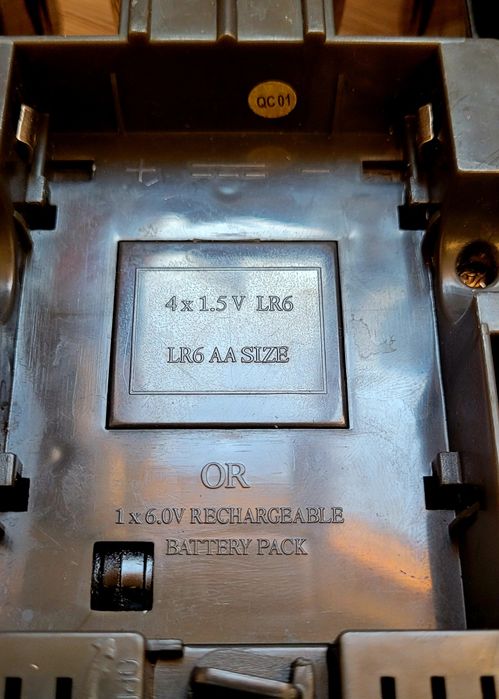 QC 01
+ −
4 x 1.5 V LR6
LR6 AA SIZE
OR
1 x 6.0V RECHARGEABLE
BATTERY PACK